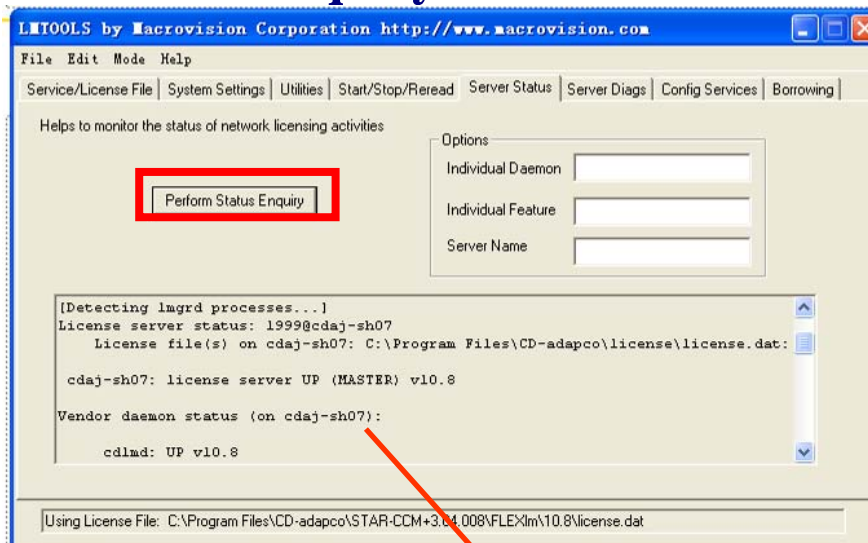 LMTOOLS by Macrovision Corporation http://www.macrovision.com
File Edit Mode Help
Service/License File System Settings Utilities Start/Stop/Reread Server Status Server Diags Config Services Borrowing
Helps to monitor the status of network licensing activities
Options
Individual Daemon
Perform Status Enquiry
Individual Feature
Server Name
[Detecting lmgrd processes...]
License server status: 1999@cdaj-sh07
License file(s) on cdaj-sh07: C:\Program Files\CD-adapco\license\license.dat:
cdaj-sh07: license server UP (MASTER) v10.8
Vendor daemon status (on cdaj-sh07):
cdlmd: UP v10.8
Using License File: C:\Program Files\CD-adapco\STAR-CCM+3.04.008\FLEXlm\10.8\license.dat